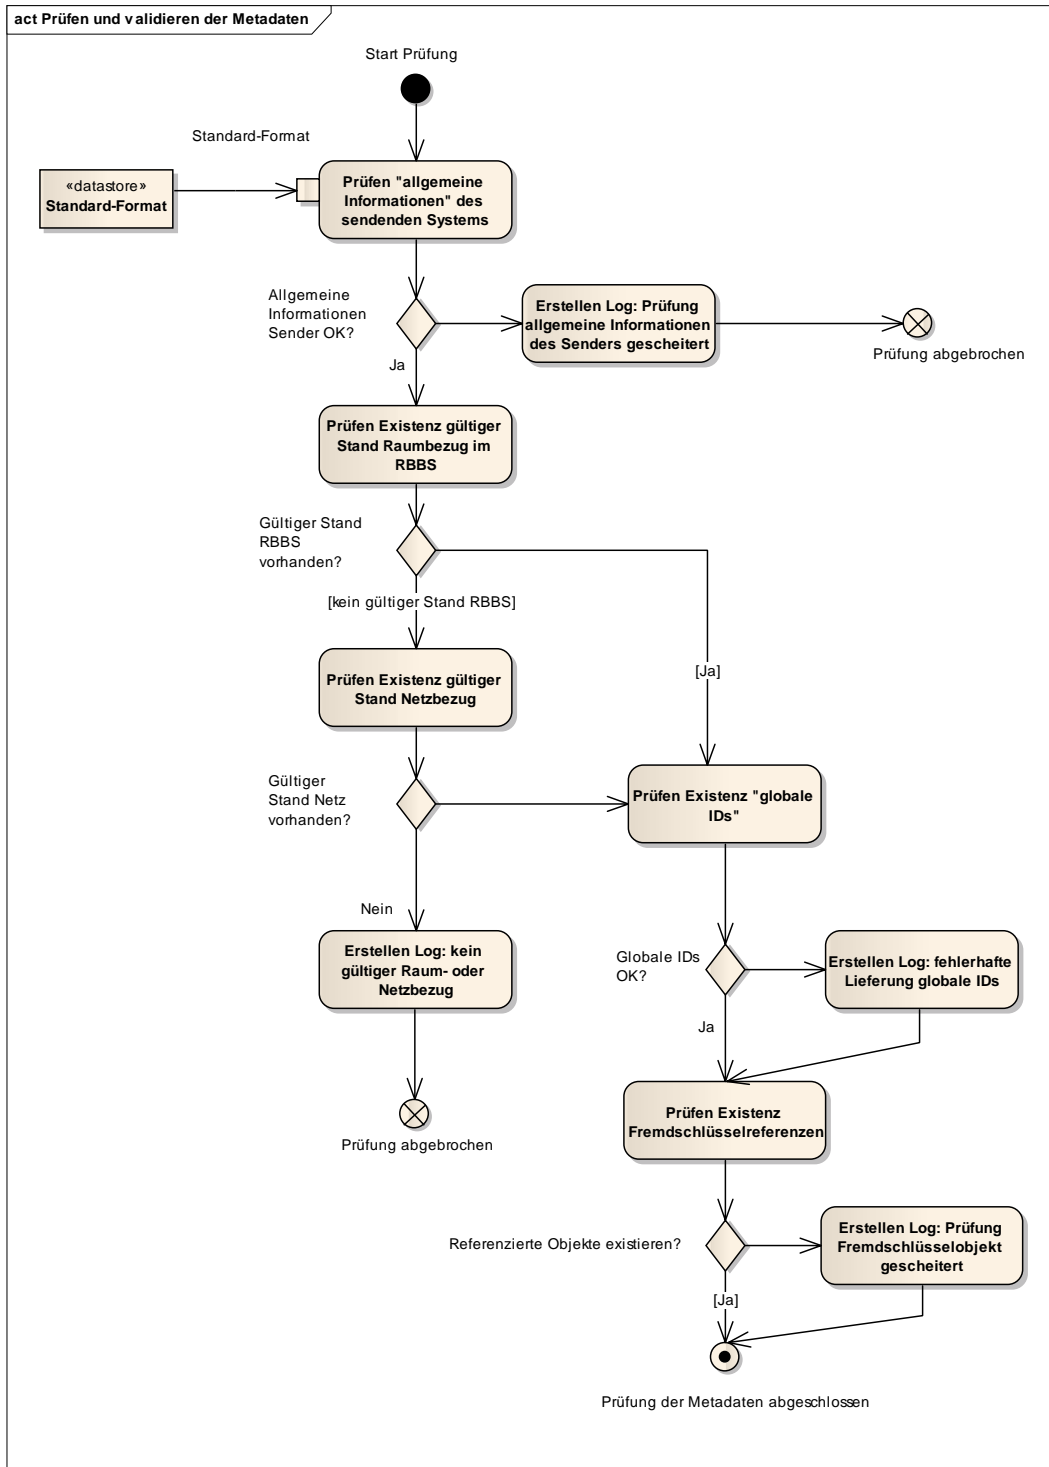 act Prüfen und validieren der Metadaten
Start Prüfung
Standard-Format
«datastore»
Standard-Format
Prüfen "allgemeine
Informationen" des
sendenden Systems
Allgemeine
Informationen
Sender OK?
Erstellen Log: Prüfung
allgemeine Informationen
des Senders gescheitert
Prüfung abgebrochen
Ja
Prüfen Existenz gültiger
Stand Raumbezug im
RBBS
Gültiger Stand
RBBS
vorhanden?
[kein gültiger Stand RBBS]
Prüfen Existenz gültiger
Stand Netzbezug
[Ja]
Gültiger
Stand Netz
vorhanden?
Prüfen Existenz "globale
IDs"
Nein
Erstellen Log: kein
gültiger Raum- oder
Netzbezug
Globale IDs
OK?
Erstellen Log: fehlerhafte
Lieferung globale IDs
Ja
Prüfung abgebrochen
Prüfen Existenz
Fremdschlüsselreferenzen
Referenzierte Objekte existieren?
Erstellen Log: Prüfung
Fremdschlüsselobjekt
gescheitert
[Ja]
Prüfung der Metadaten abgeschlossen